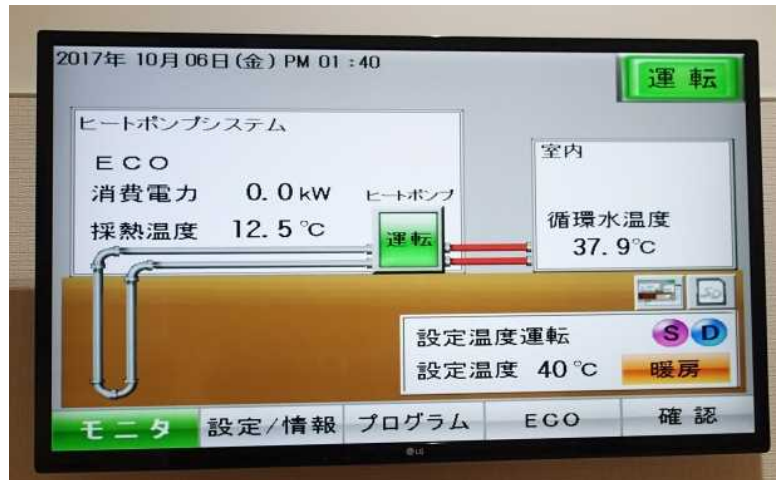 2017年 10月06日(金) PM 01:40
運転
ヒートポンプシステム
ECO
消費電力 0.0kW
採熱温度 12.5℃
ヒートポンプ
運転
室内
循環水温度
37.9℃
SD
設定温度運転 S D
設定温度 40℃ 暖房
モニタ 設定/情報 プログラム ECO 確認
LG